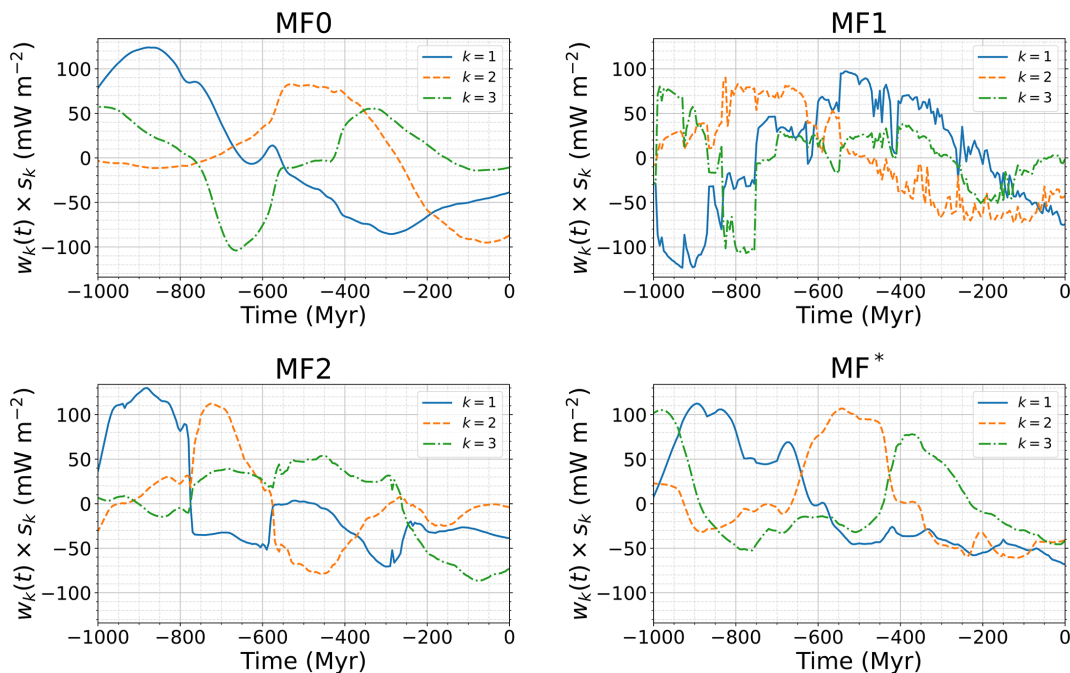 MF0
w_k(t) × s_k (mW m⁻²)
100
50
0
−50
−100
k = 1
k = 2
k = 3
−1000 −800 −600 −400 −200 0
Time (Myr)
MF1
w_k(t) × s_k (mW m⁻²)
100
50
0
−50
−100
k = 1
k = 2
k = 3
−1000 −800 −600 −400 −200 0
Time (Myr)
MF2
w_k(t) × s_k (mW m⁻²)
100
50
0
−50
−100
k = 1
k = 2
k = 3
−1000 −800 −600 −400 −200 0
Time (Myr)
MF*
w_k(t) × s_k (mW m⁻²)
100
50
0
−50
−100
k = 1
k = 2
k = 3
−1000 −800 −600 −400 −200 0
Time (Myr)